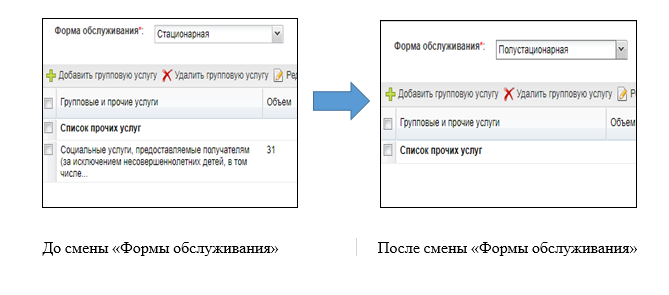 Форма обслуживания*: Стационарная
Добавить групповую услугу Удалить групповую услугу Ред
Групповые и прочие услуги Объем
Список прочих услуг
Социальные услуги, предоставляемые получателям 31
(за исключением несовершеннолетних детей, в том
числе...
До смены «Формы обслуживания»
Форма обслуживания*: Полустационарная
Добавить групповую услугу Удалить групповую услугу Р
Групповые и прочие услуги Объем
Список прочих услуг
После смены «Формы обслуживания»